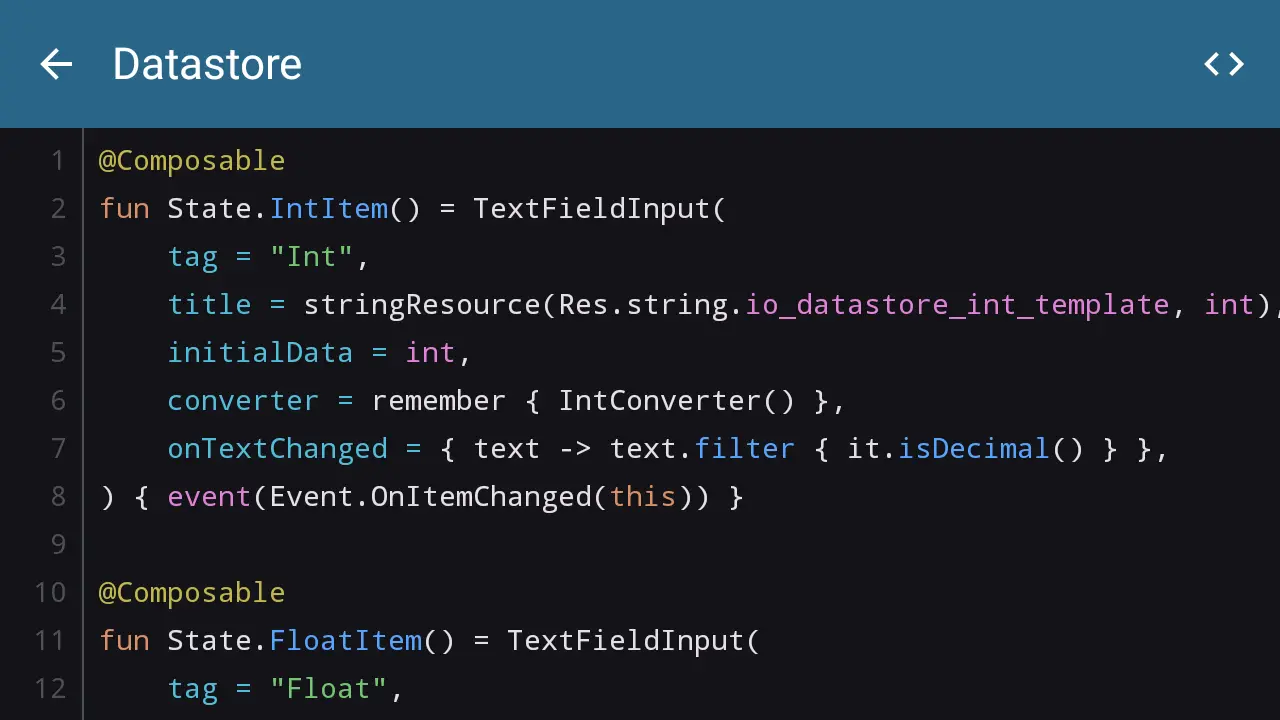 Datastore
1 @Composable
2 fun State.IntItem() = TextFieldInput(
3     tag = "Int",
4     title = stringResource(Res.string.io_datastore_int_template, int),
5     initialData = int,
6     converter = remember { IntConverter() },
7     onTextChanged = { text -> text.filter { it.isDecimal() } },
8 ) { event(Event.OnItemChanged(this)) }
9
10 @Composable
11 fun State.FloatItem() = TextFieldInput(
12     tag = "Float",